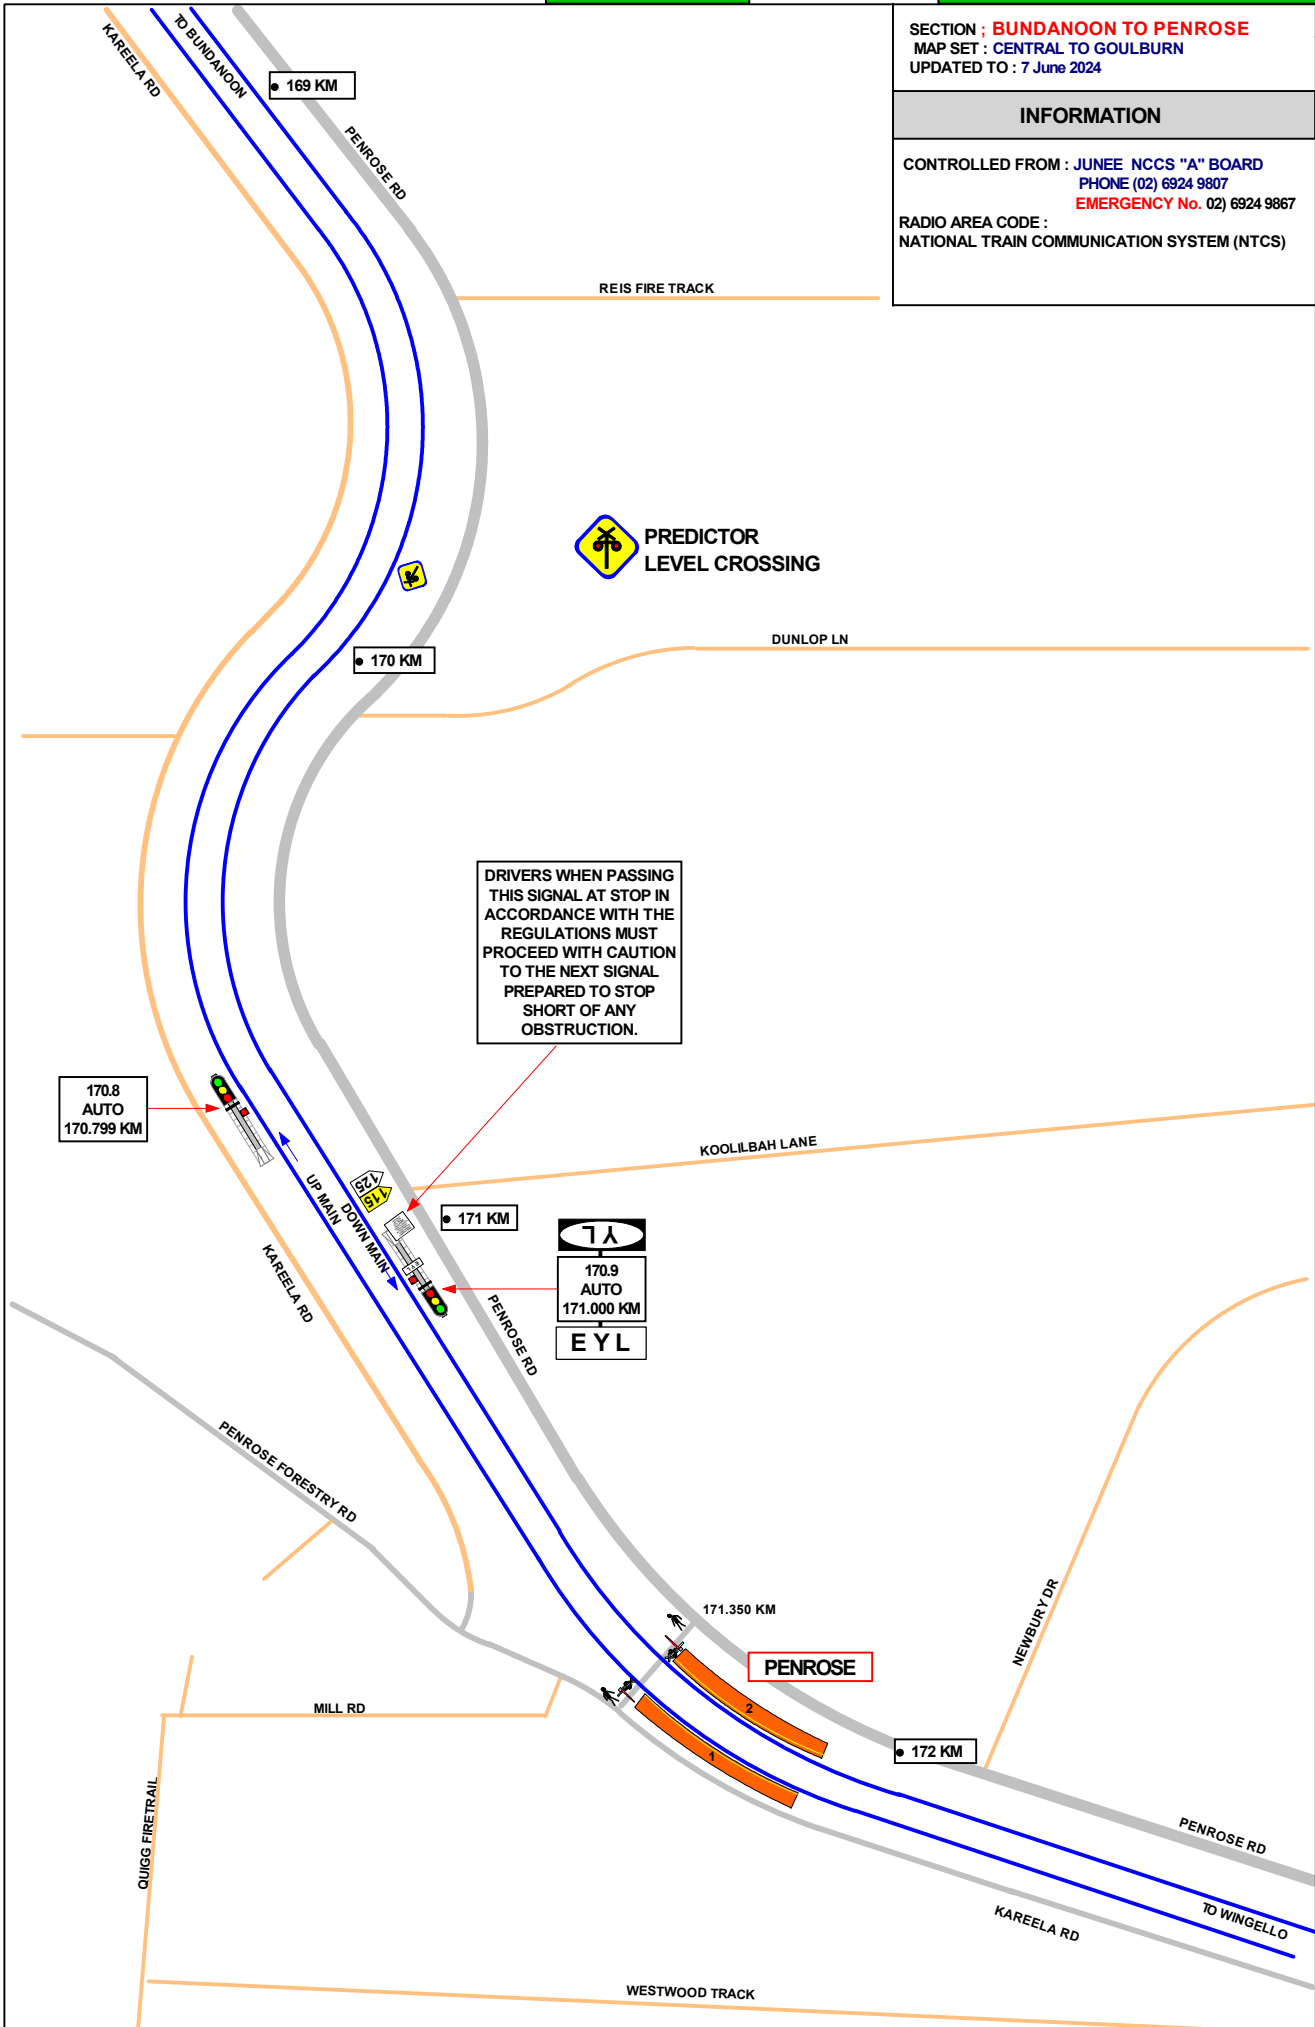 SECTION ; BUNDANOON TO PENROSE
MAP SET : CENTRAL TO GOULBURN
UPDATED TO : 7 June 2024
INFORMATION
CONTROLLED FROM : JUNEE NCCS "A" BOARD
PHONE (02) 6924 9807
EMERGENCY No. 02) 6924 9867
RADIO AREA CODE :
NATIONAL TRAIN COMMUNICATION SYSTEM (NTCS)
KAREELA RD
TO BUNDANOON
169 KM
PENROSE RD
REIS FIRE TRACK
PREDICTOR
LEVEL CROSSING
DUNLOP LN
170 KM
DRIVERS WHEN PASSING
THIS SIGNAL AT STOP IN
ACCORDANCE WITH THE
REGULATIONS MUST
PROCEED WITH CAUTION
TO THE NEXT SIGNAL
PREPARED TO STOP
SHORT OF ANY
OBSTRUCTION.
170.8
AUTO
170.799 KM
KOOLILBAH LANE
125
115
UP MAIN
DOWN MAIN
171 KM
YL
170.9
AUTO
171.000 KM
EYL
KAREELA RD
PENROSE RD
PENROSE FORESTRY RD
NEWBURY DR
171.350 KM
PENROSE
2
1
MILL RD
172 KM
QUIGG FIRETRAIL
PENROSE RD
TO WINGELLO
KAREELA RD
WESTWOOD TRACK